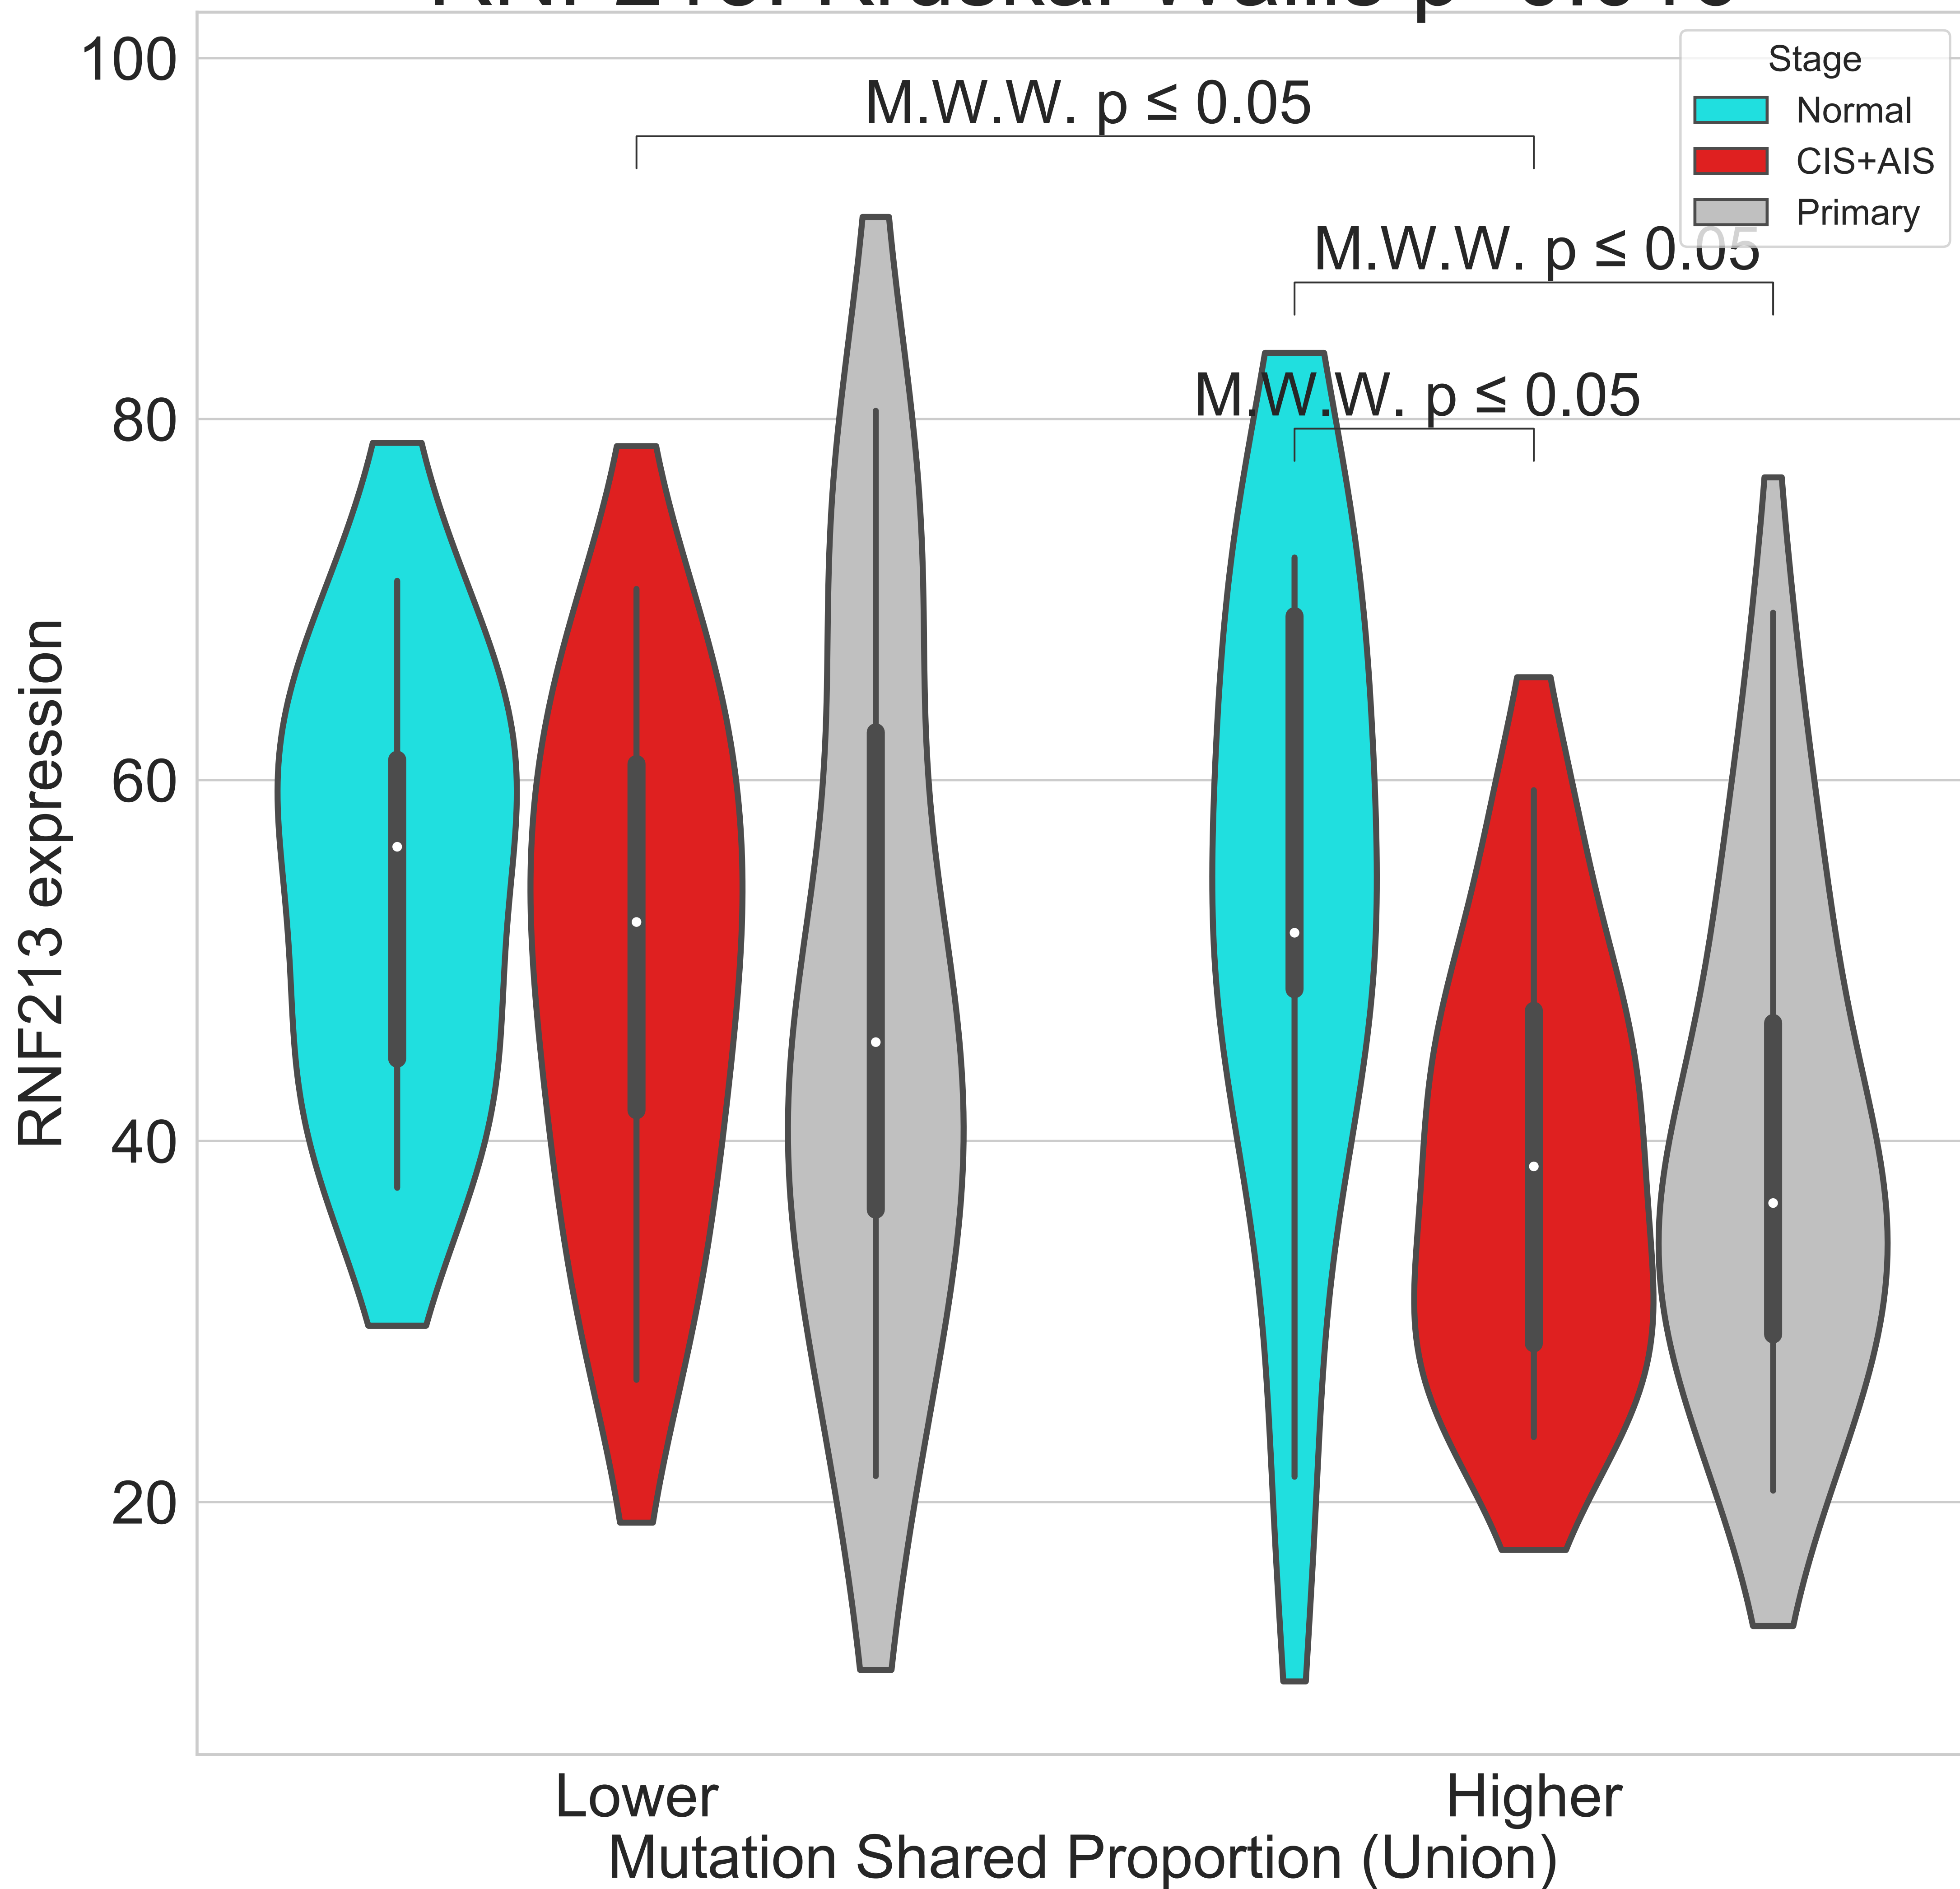 100
80
60
40
20
RNF213 expression
M.W.W. p ≤ 0.05
M.W.W. p ≤ 0.05
M.W.W. p ≤ 0.05
Stage
Normal
CIS+AIS
Primary
Lower
Higher
Mutation Shared Proportion (Union)